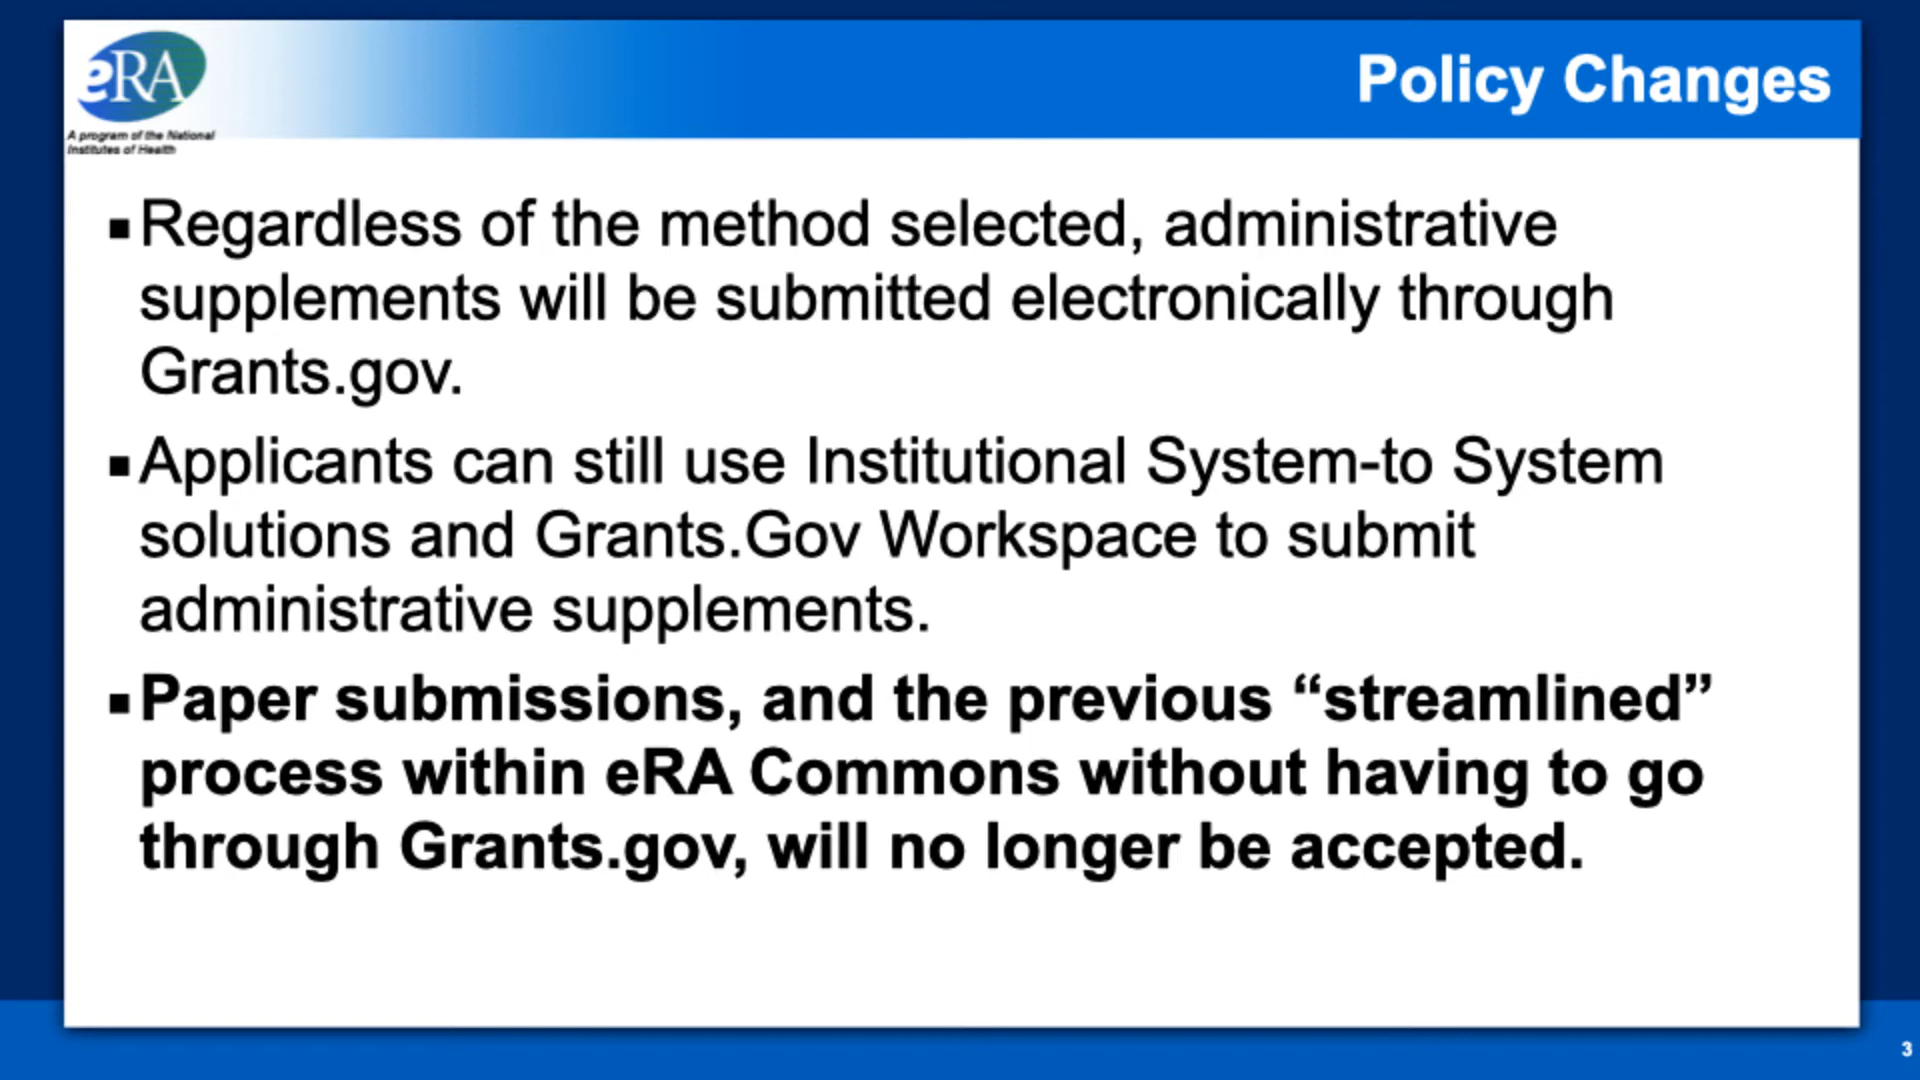 eRA
A program of the National
Institutes of Health
Policy Changes
▪Regardless of the method selected, administrative
supplements will be submitted electronically through
Grants.gov.
▪Applicants can still use Institutional System-to System
solutions and Grants.Gov Workspace to submit
administrative supplements.
▪Paper submissions, and the previous “streamlined”
process within eRA Commons without having to go
through Grants.gov, will no longer be accepted.
3